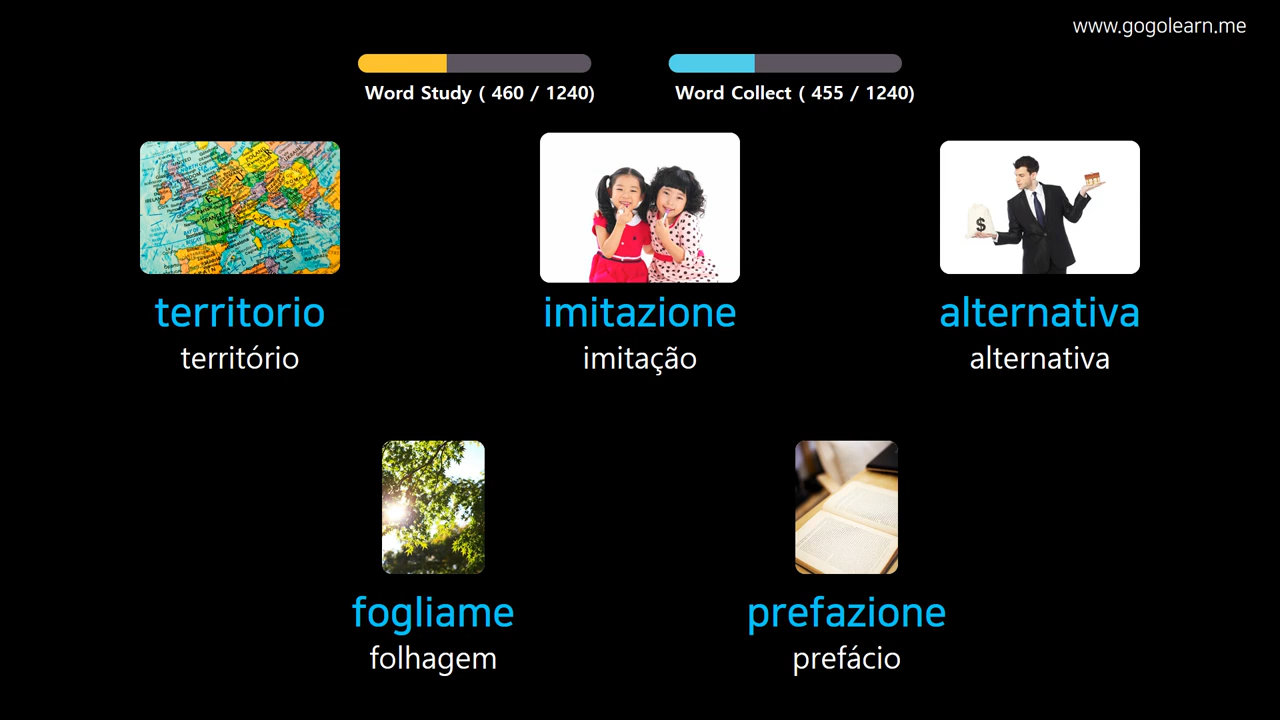 www.gogolearn.me
Word Study ( 460 / 1240)
Word Collect ( 455 / 1240)
territorio
território
imitazione
imitação
alternativa
alternativa
fogliame
folhagem
prefazione
prefácio